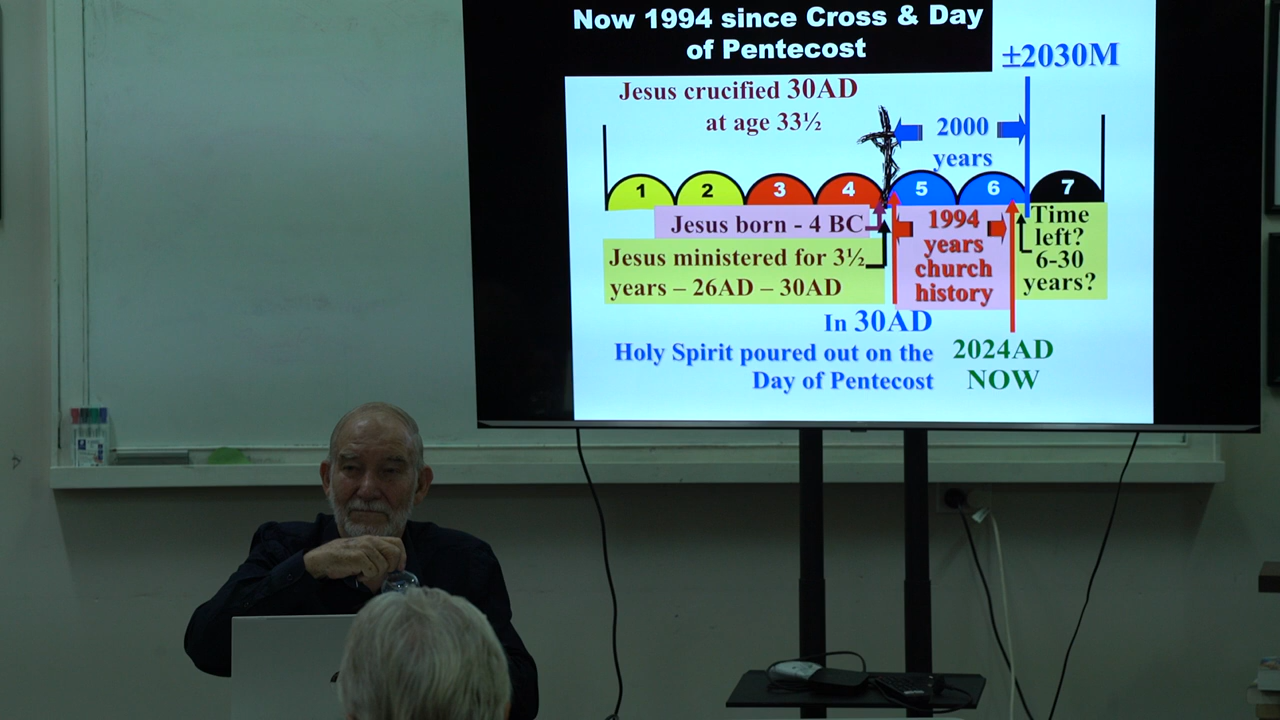 Now 1994 since Cross & Day
of Pentecost
±2030M
Jesus crucified 30AD
at age 33½
2000
years
1 2 3 4 5 6 7
Jesus born - 4 BC
Jesus ministered for 3½
years – 26AD – 30AD
1994
years
church
history
Time
left?
6-30
years?
In 30AD
Holy Spirit poured out on the
Day of Pentecost
2024AD
NOW